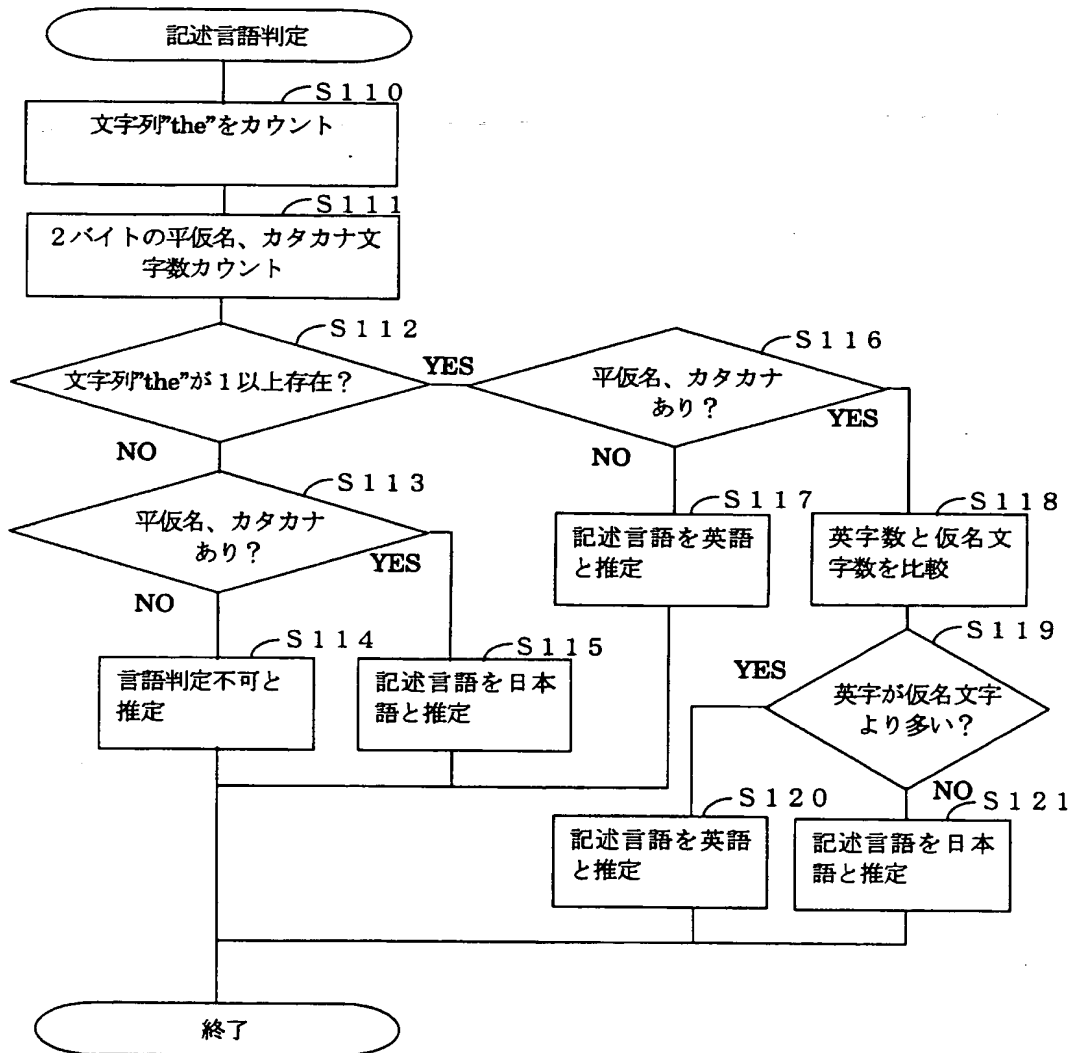 記述言語判定
S110
文字列”the”をカウント
S111
2バイトの平仮名、カタカナ文
字数カウント
S112
文字列”the”が1以上存在？
YES
NO
S116
平仮名、カタカナ
あり？
YES
NO
S113
平仮名、カタカナ
あり？
YES
NO
S117
記述言語を英語
と推定
S118
英字数と仮名文
字数を比較
S114
言語判定不可と
推定
S115
記述言語を日本
語と推定
S119
英字が仮名文字
より多い？
YES
NO
S120
記述言語を英語
と推定
S121
記述言語を日本
語と推定
終了